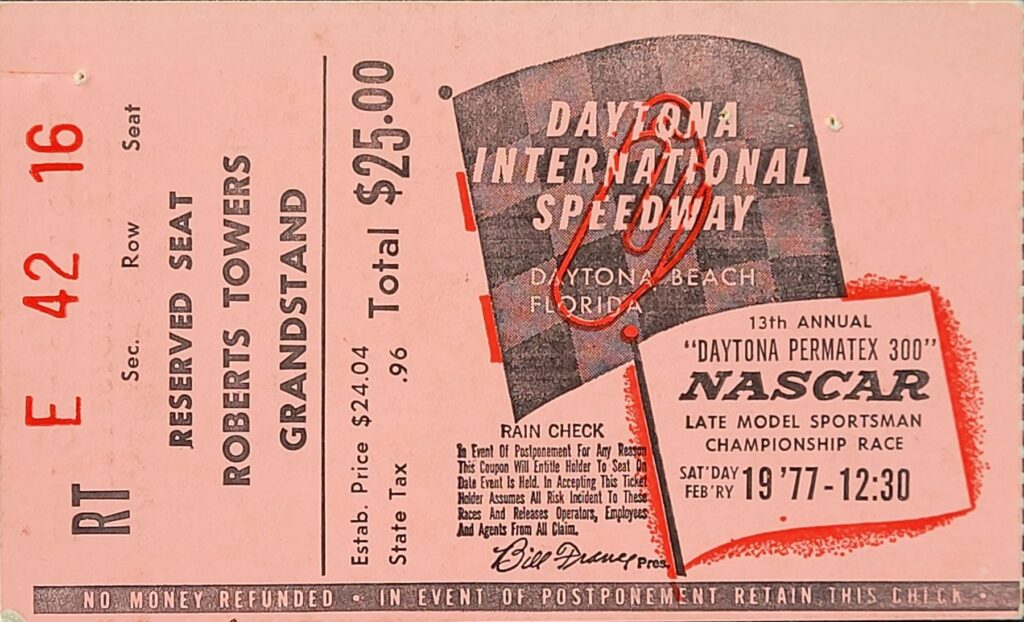 E 42 16
Sec. Row Seat
RT
RESERVED SEAT
ROBERTS TOWERS
GRANDSTAND
Estab. Price $24.04
State Tax .96
Total $25.00
DAYTONA
INTERNATIONAL
SPEEDWAY
DAYTONA BEACH
FLORIDA
13th ANNUAL
"DAYTONA PERMATEX 300"
NASCAR
LATE MODEL SPORTSMAN
CHAMPIONSHIP RACE
SAT'DAY
FEB'RY 19 '77-12:30
RAIN CHECK
In Event Of Postponement For Any Reason
This Coupon Will Entitle Holder To Seat On
Date Event Is Held. In Accepting This Ticket
Holder Assumes All Risk Incident To These
Races And Releases Operators, Employees
And Agents From All Claim.
Bill France Pres.
NO MONEY REFUNDED • IN EVENT OF POSTPONEMENT RETAIN THIS CHECK •